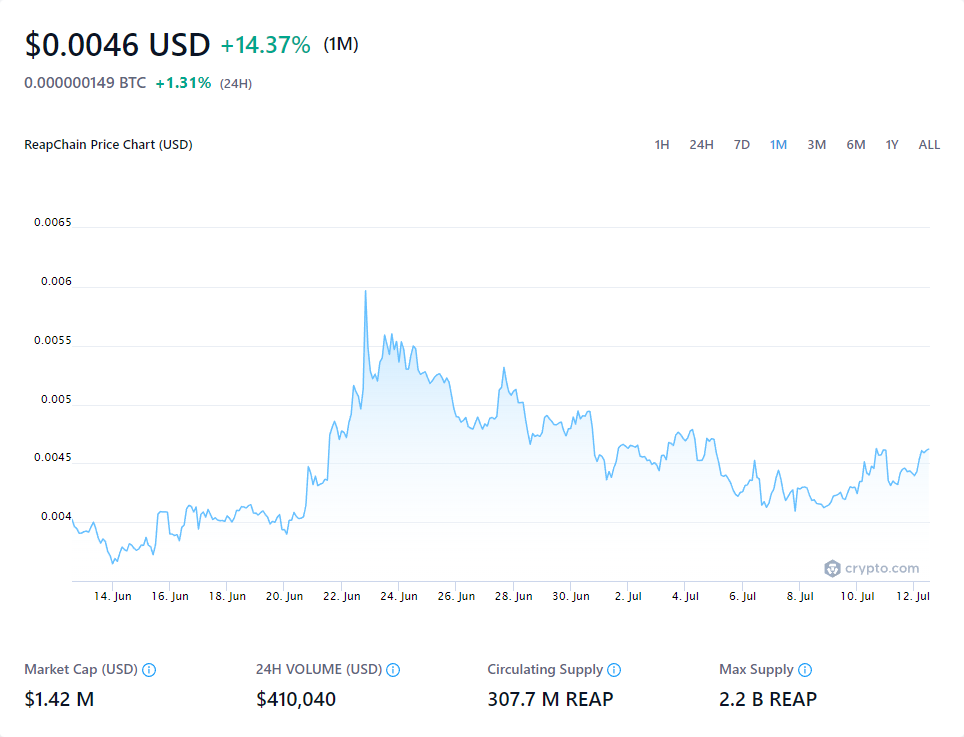 $0.0046 USD +14.37% (1M)
0.000000149 BTC +1.31% (24H)
ReapChain Price Chart (USD) 1H 24H 7D 1M 3M 6M 1Y ALL
0.0065
0.006
0.0055
0.005
0.0045
0.004
crypto.com
14. Jun 16. Jun 18. Jun 20. Jun 22. Jun 24. Jun 26. Jun 28. Jun 30. Jun 2. Jul 4. Jul 6. Jul 8. Jul 10. Jul 12. Jul
Market Cap (USD) 24H VOLUME (USD) Circulating Supply Max Supply
$1.42 M $410,040 307.7 M REAP 2.2 B REAP